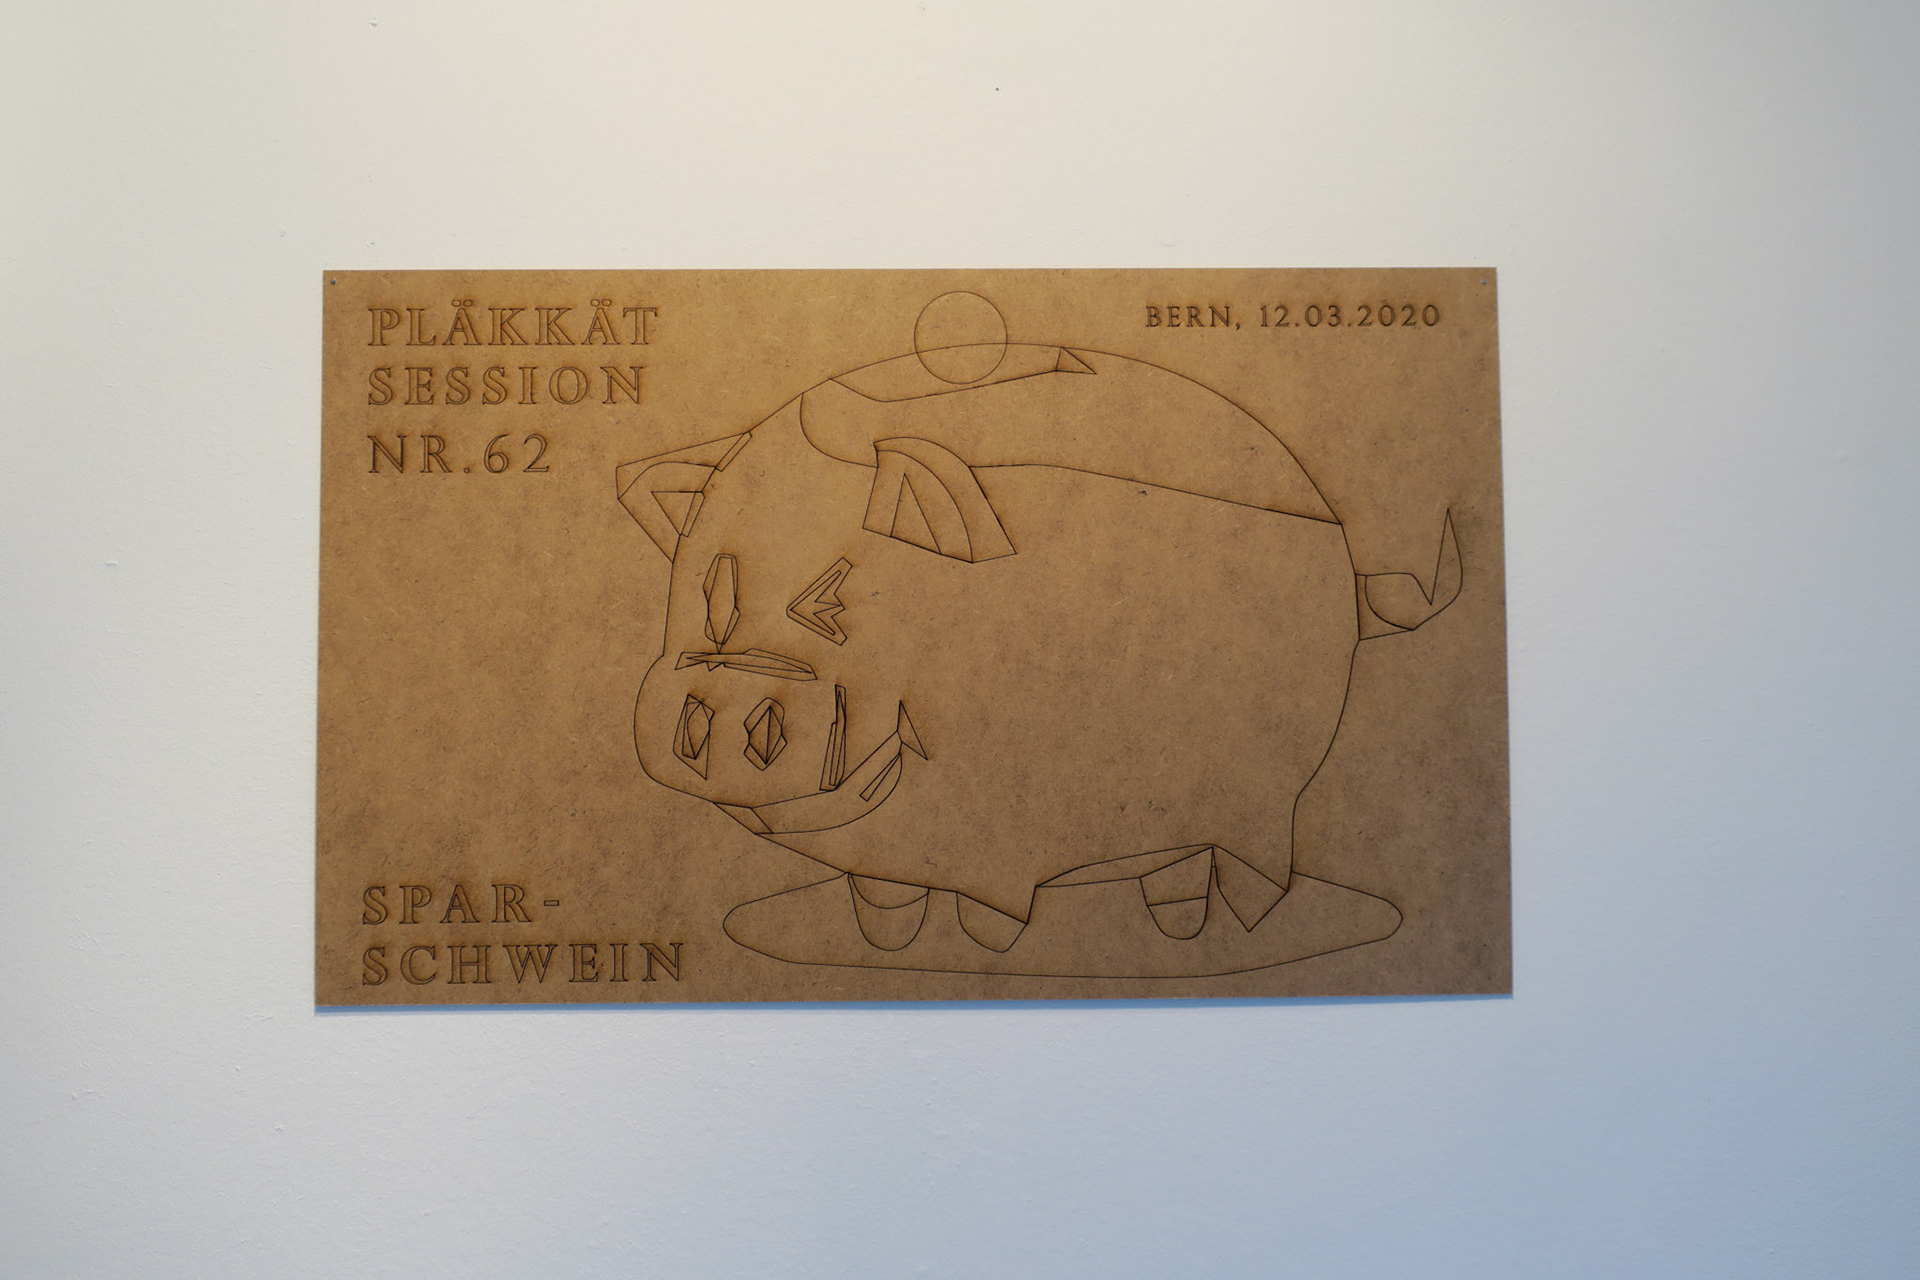 PLÄKKÄT
SESSION
NR.62
BERN, 12.03.2020
SPAR-
SCHWEIN